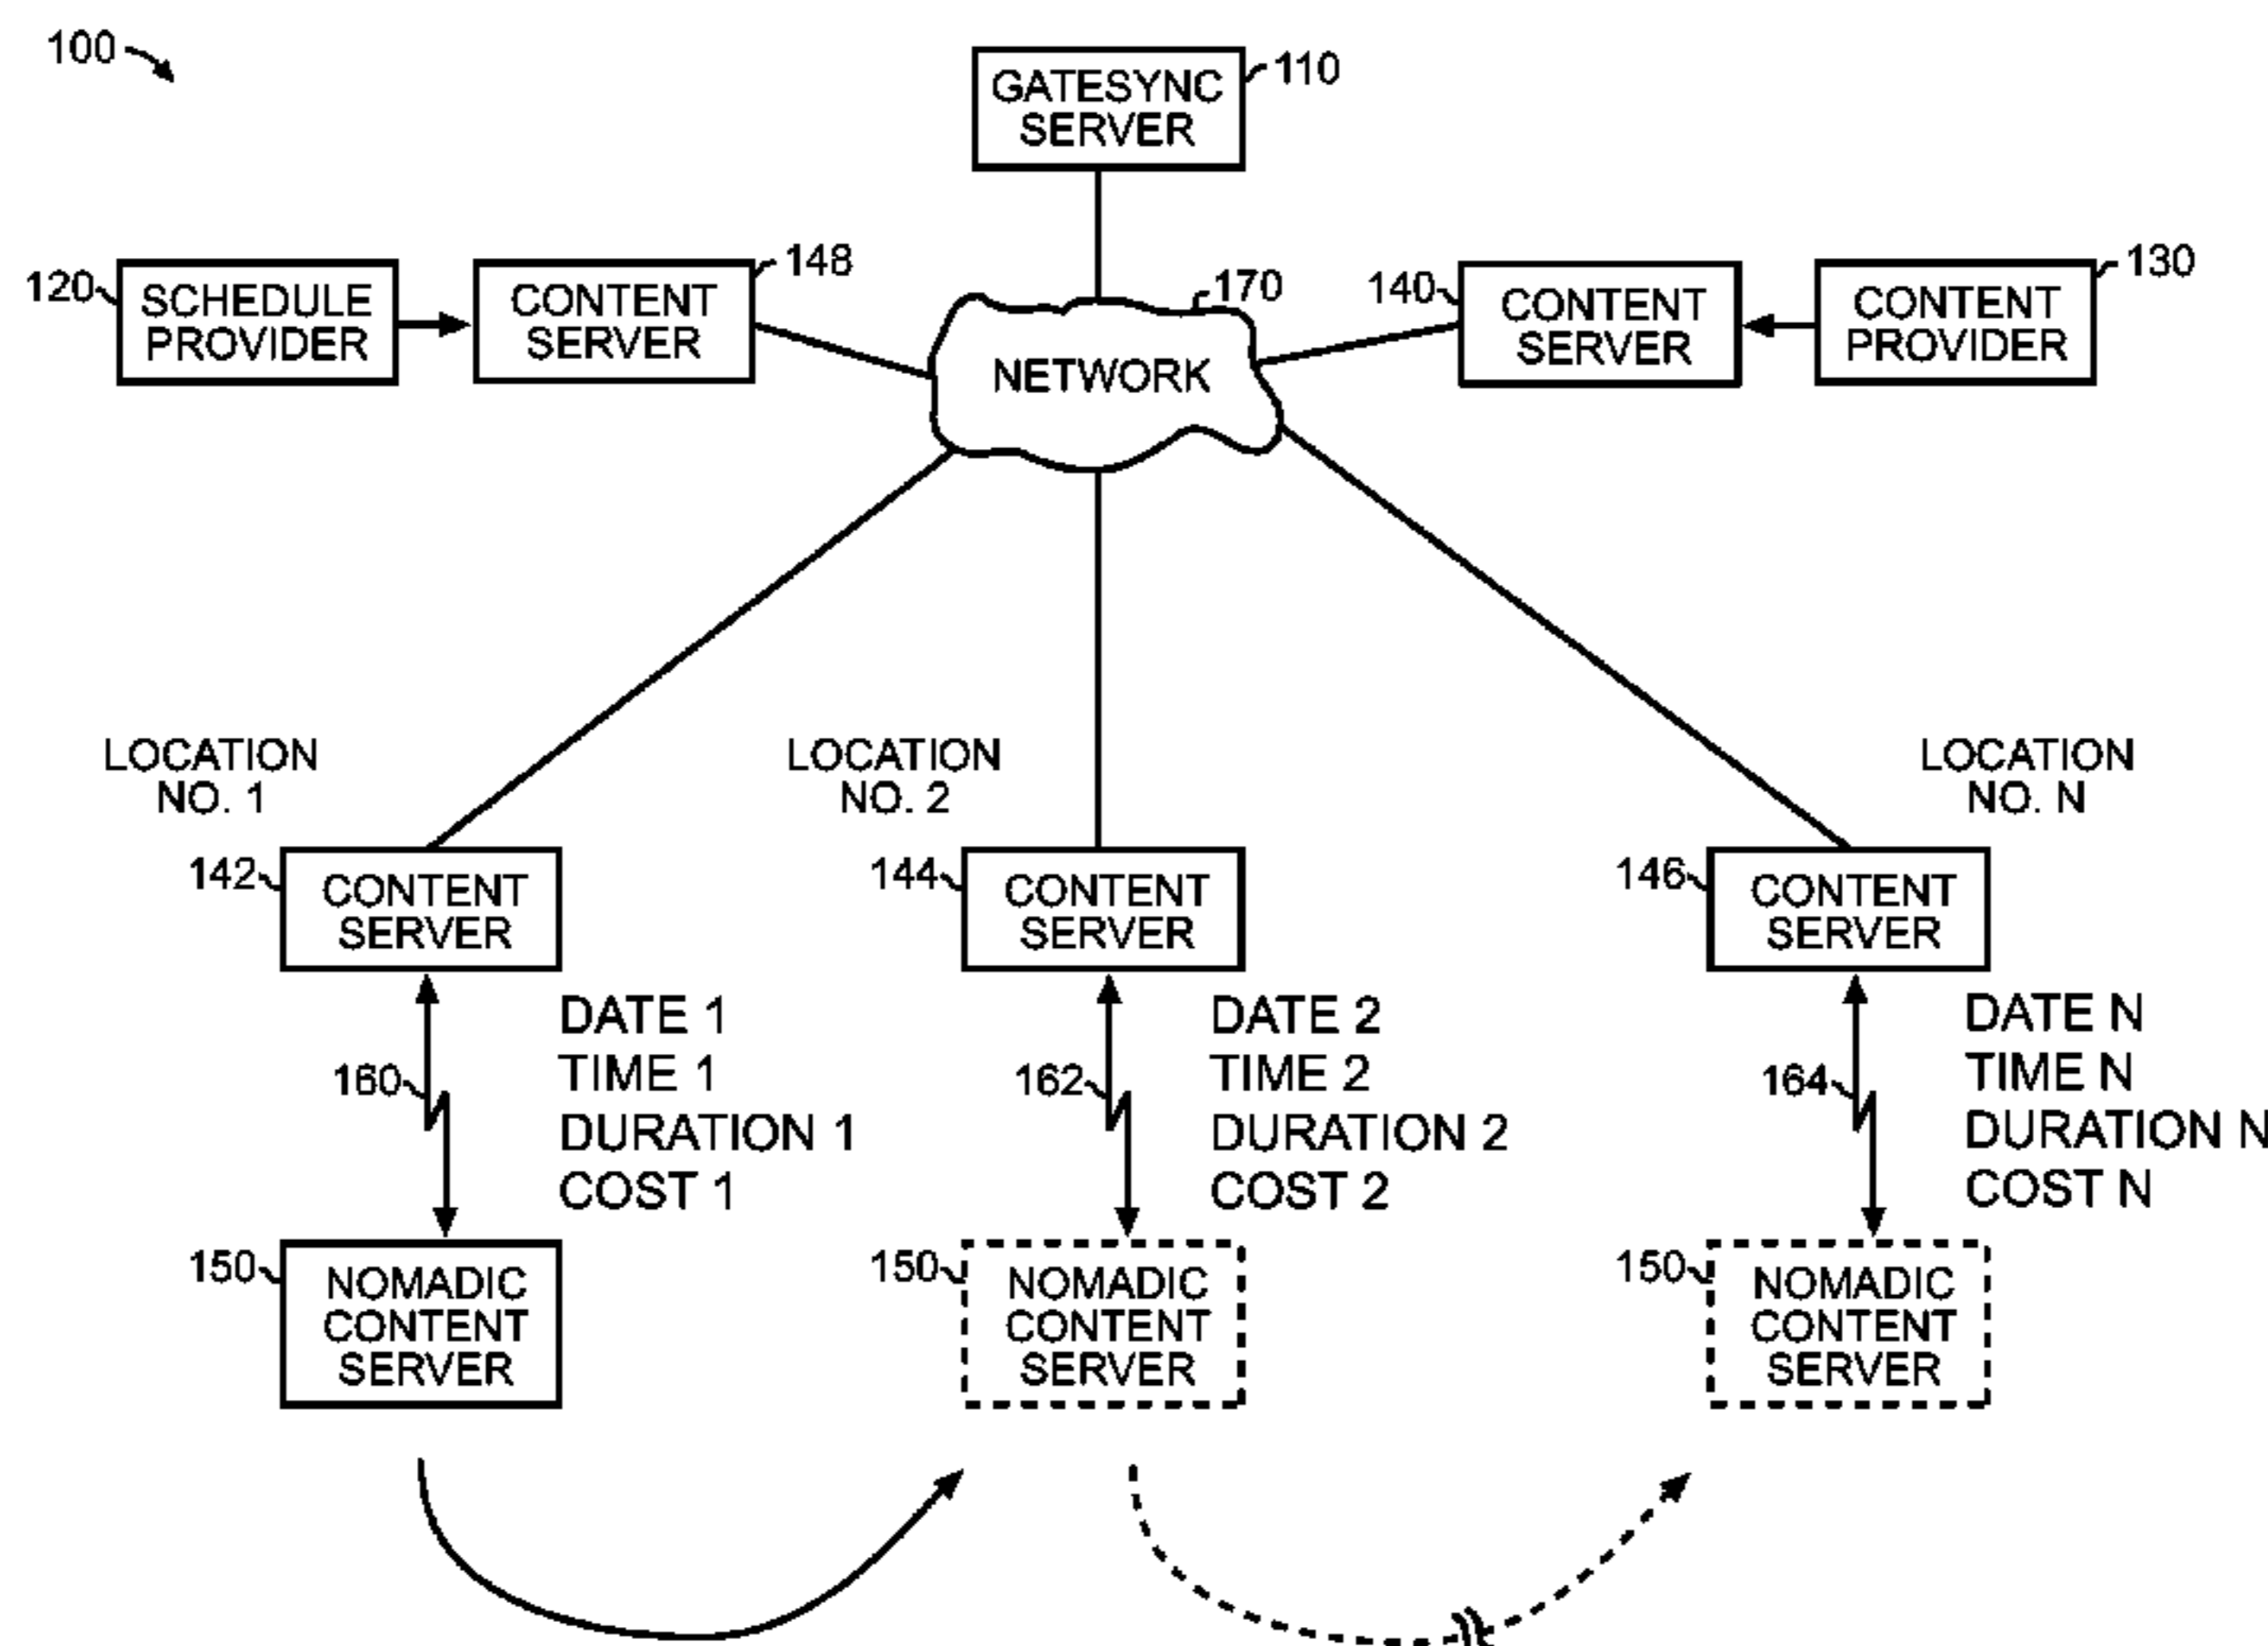 100
GATESYNC
SERVER
110
120
SCHEDULE
PROVIDER
CONTENT
SERVER
148
170
NETWORK
140
CONTENT
SERVER
CONTENT
PROVIDER
130
LOCATION
NO. 1
LOCATION
NO. 2
LOCATION
NO. N
142
CONTENT
SERVER
144
CONTENT
SERVER
146
CONTENT
SERVER
160
DATE 1
TIME 1
DURATION 1
COST 1
162
DATE 2
TIME 2
DURATION 2
COST 2
164
DATE N
TIME N
DURATION N
COST N
150
NOMADIC
CONTENT
SERVER
150
NOMADIC
CONTENT
SERVER
150
NOMADIC
CONTENT
SERVER